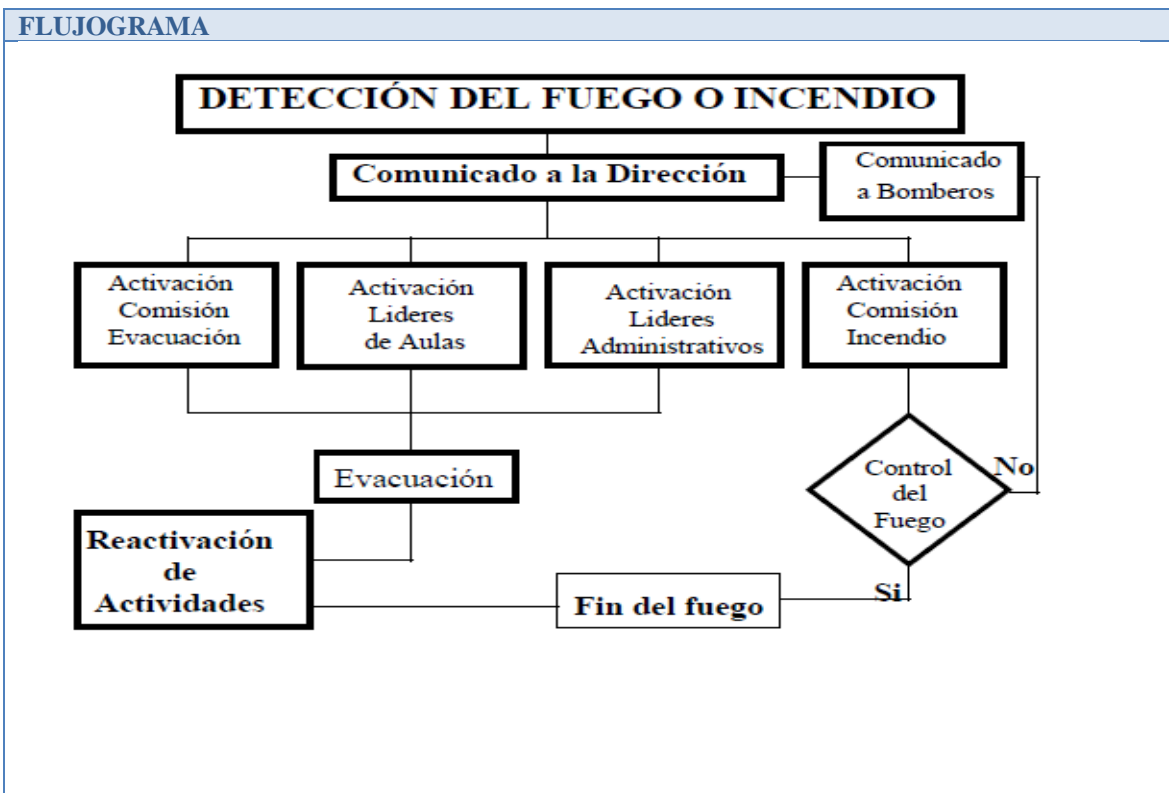 FLUJOGRAMA
DETECCIÓN DEL FUEGO O INCENDIO
Comunicado a la Dirección
Comunicado
a Bomberos
Activación
Comisión
Evacuación
Activación
Lideres
de Aulas
Activación
Lideres
Administrativos
Activación
Comisión
Incendio
Control
del
Fuego
No
Si
Evacuación
Reactivación
de
Actividades
Fin del fuego